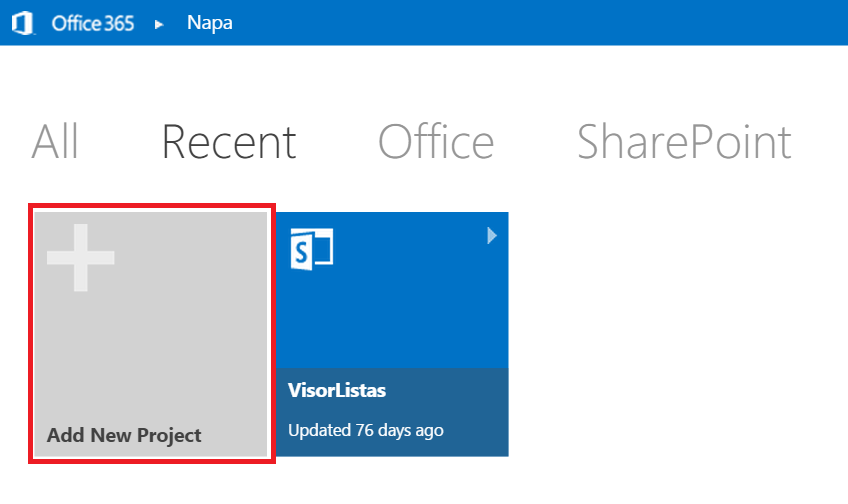 Office 365 ▸ Napa
All Recent Office SharePoint
Add New Project
VisorListas
Updated 76 days ago